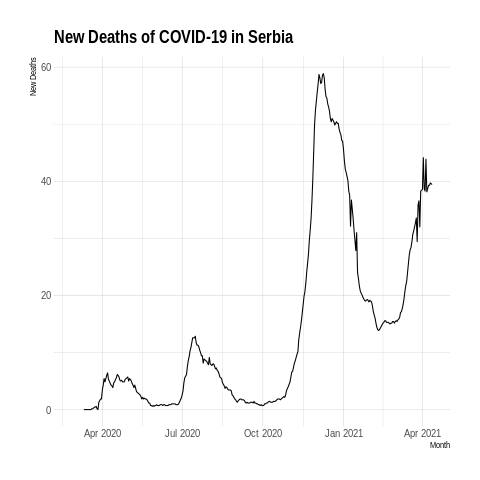 New Deaths of COVID-19 in Serbia
New Deaths
60
40
20
0
Apr 2020 Jul 2020 Oct 2020 Jan 2021 Apr 2021
Month